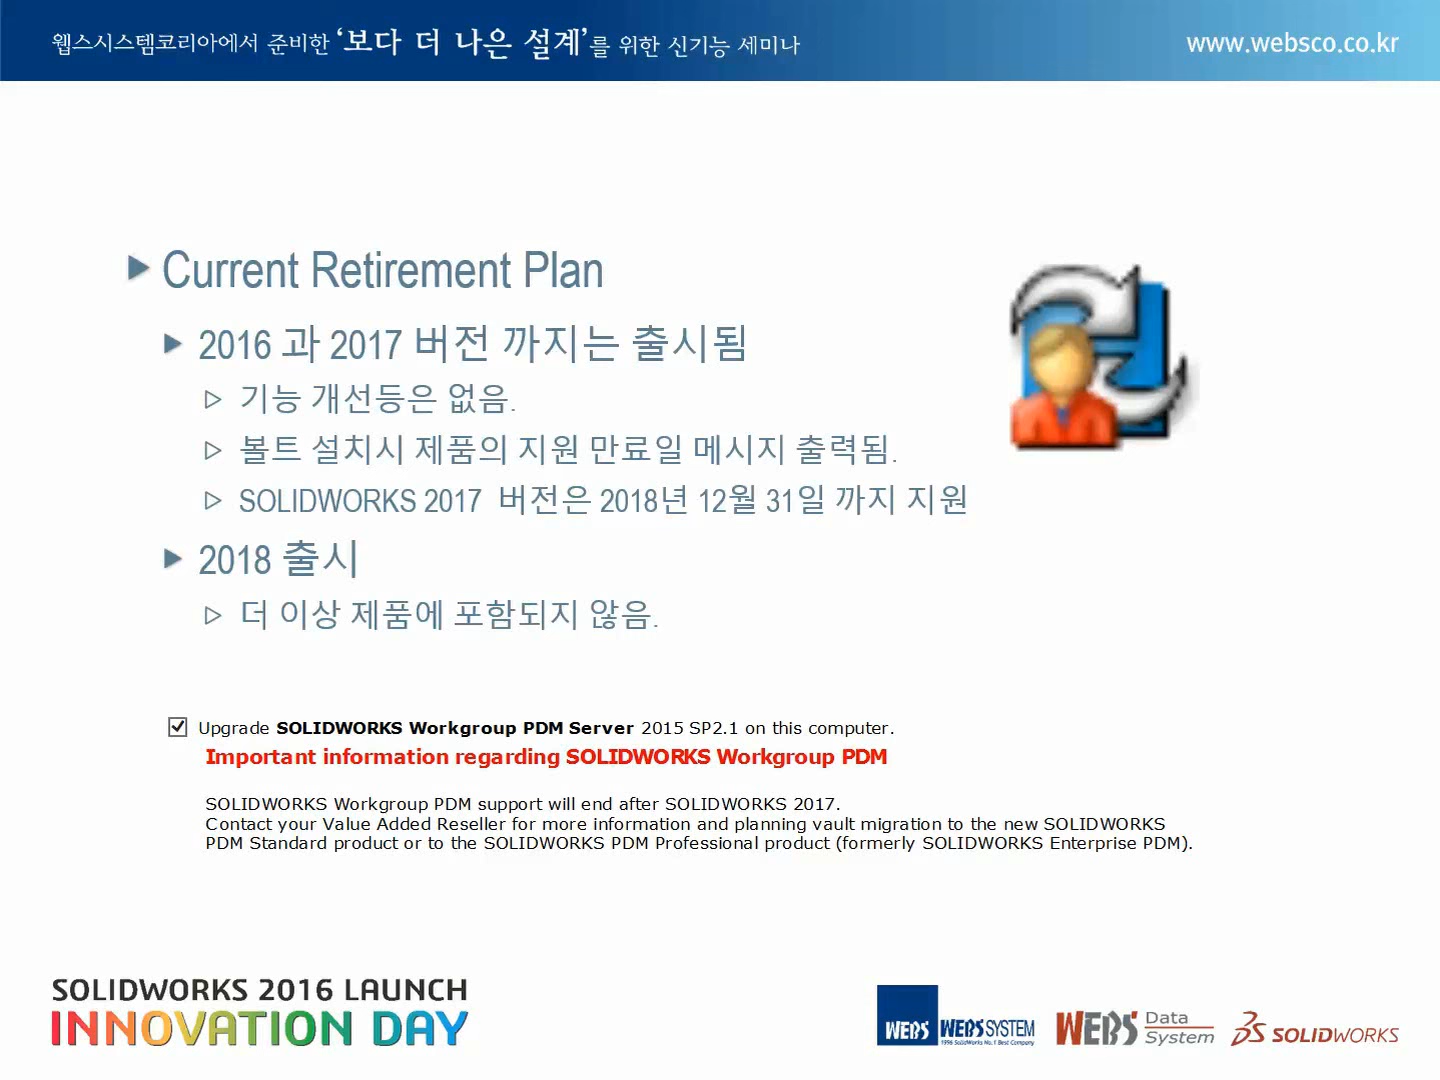 웹스시스템코리아에서 준비한 ‘보다 더 나은 설계’를 위한 신기능 세미나
www.websco.co.kr
Current Retirement Plan
2016 과 2017 버전 까지는 출시됨
기능 개선등은 없음.
볼트 설치시 제품의 지원 만료일 메시지 출력됨.
SOLIDWORKS 2017 버전은 2018년 12월 31일 까지 지원
2018 출시
더 이상 제품에 포함되지 않음.
Upgrade SOLIDWORKS Workgroup PDM Server 2015 SP2.1 on this computer.
Important information regarding SOLIDWORKS Workgroup PDM
SOLIDWORKS Workgroup PDM support will end after SOLIDWORKS 2017.
Contact your Value Added Reseller for more information and planning vault migration to the new SOLIDWORKS
PDM Standard product or to the SOLIDWORKS PDM Professional product (formerly SOLIDWORKS Enterprise PDM).
SOLIDWORKS 2016 LAUNCH
INNOVATION DAY
WEBS WEBSSYSTEM
1996 SolidWorks No.1 Best Company
WEBS Data
System
SOLIDWORKS